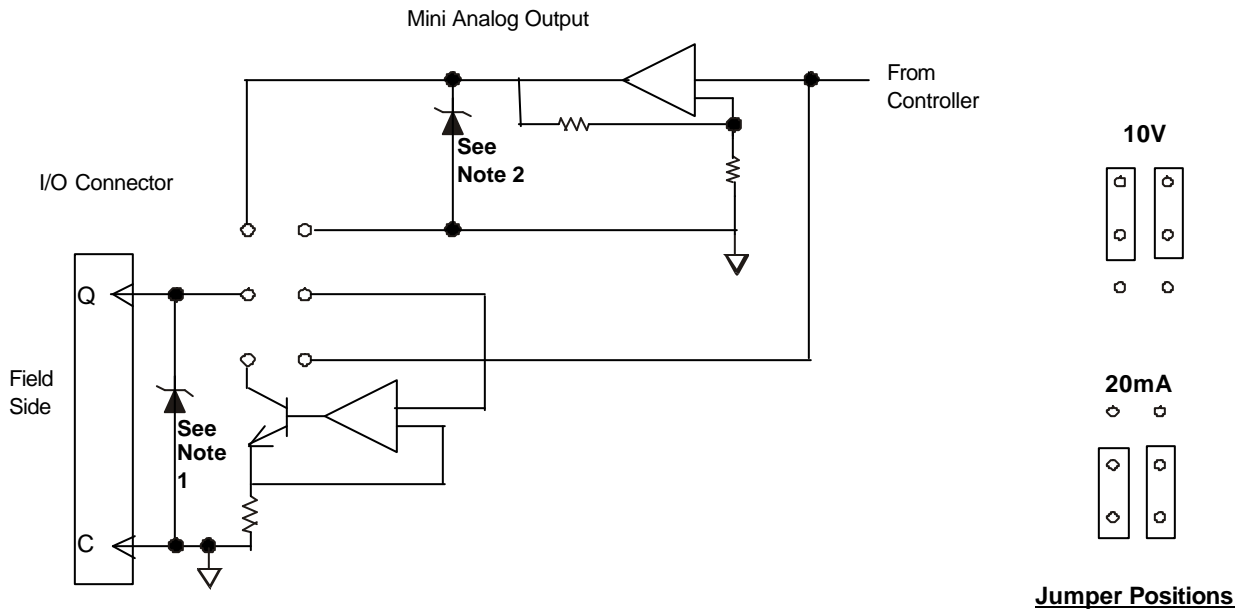 Mini Analog Output
From
Controller
See
Note 2
10V
I/O Connector
Q
Field
Side
See
Note
1
20mA
C
Jumper Positions